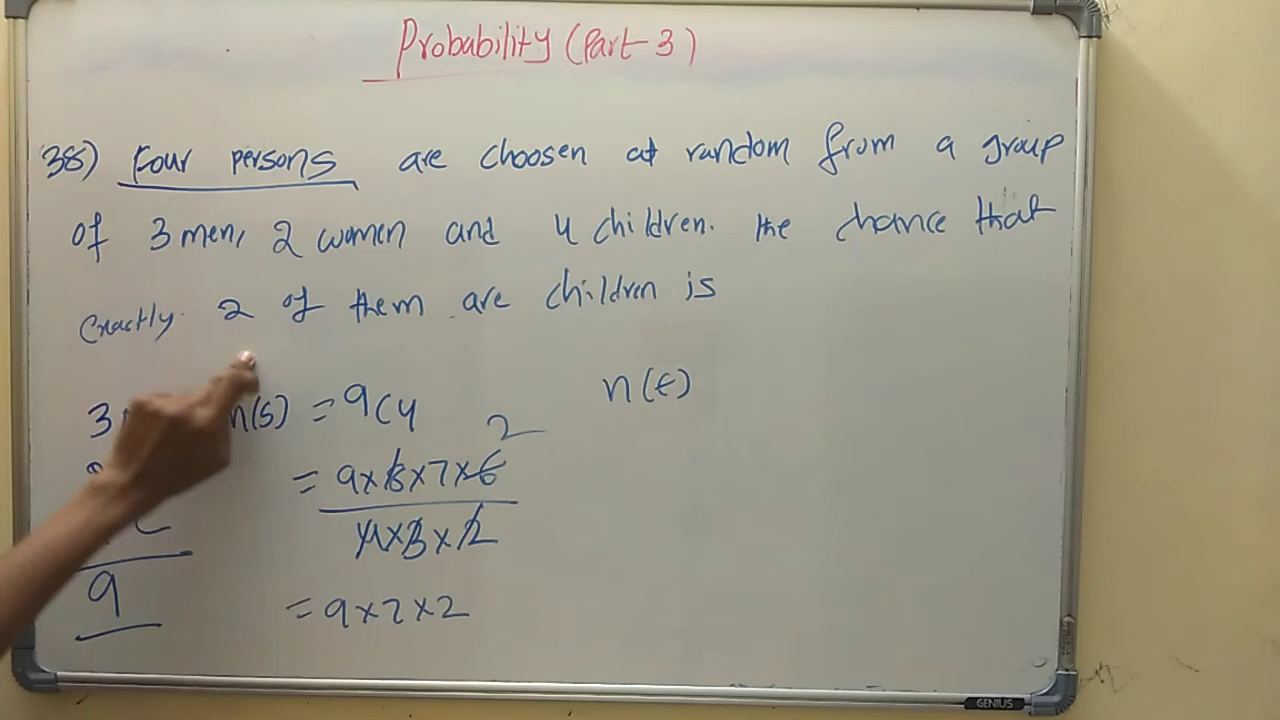 Probability (Part-3)
38) Four persons are choosen at random from a group
of 3 men, 2 women and 4 children. the chance that
exactly 2 of them are children is
3 n(s) = 9C4
= 9×8×7×6 2
4×3×2
9
= 9×7×2
n(E)
GENIUS